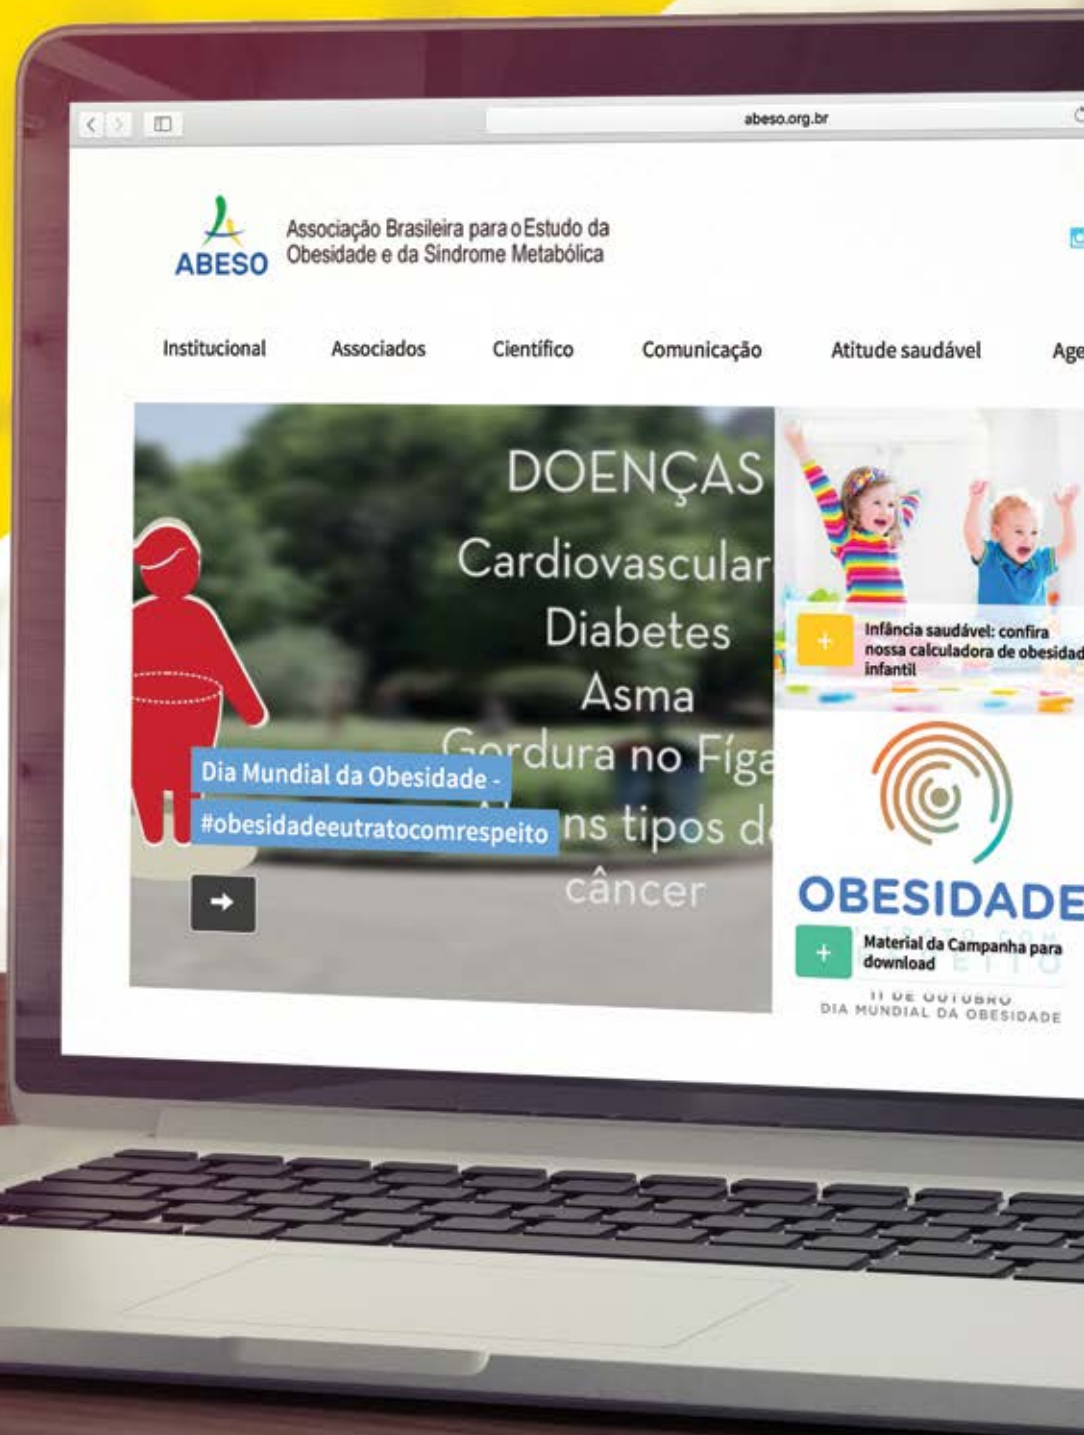 abeso.org.br
ABESO
Associação Brasileira para o Estudo da
Obesidade e da Síndrome Metabólica
Institucional Associados Científico Comunicação Atitude saudável Age
DOENÇAS
Cardiovascular
Diabetes
Asma
Gordura no Fíga
ns tipos de
câncer
Dia Mundial da Obesidade -
#obesidadeeutratocomrespeito
Infância saudável: confira
nossa calculadora de obesidad
infantil
OBESIDADE
Material da Campanha para
download
11 DE OUTUBRO
DIA MUNDIAL DA OBESIDADE